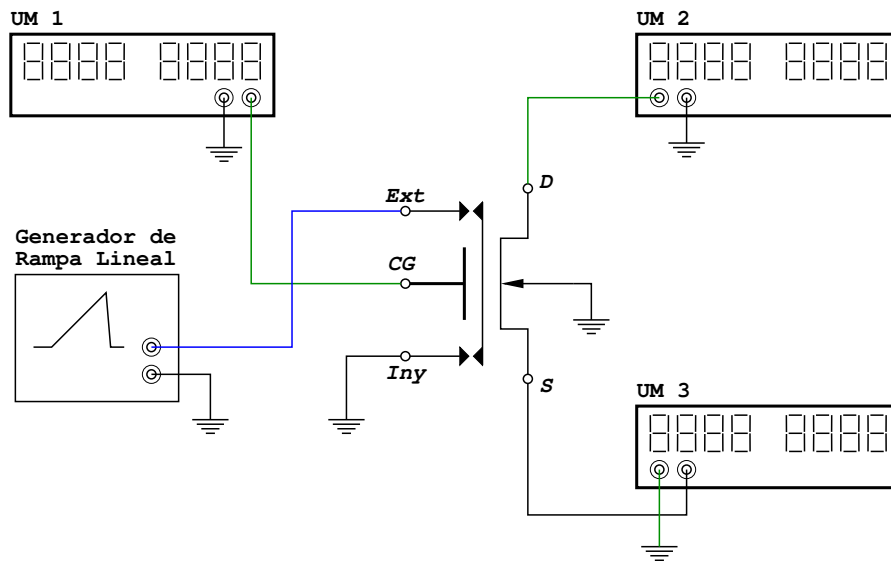 UM 1
UM 2
Ext
D
Generador de
Rampa Lineal
CG
Iny
S
UM 3